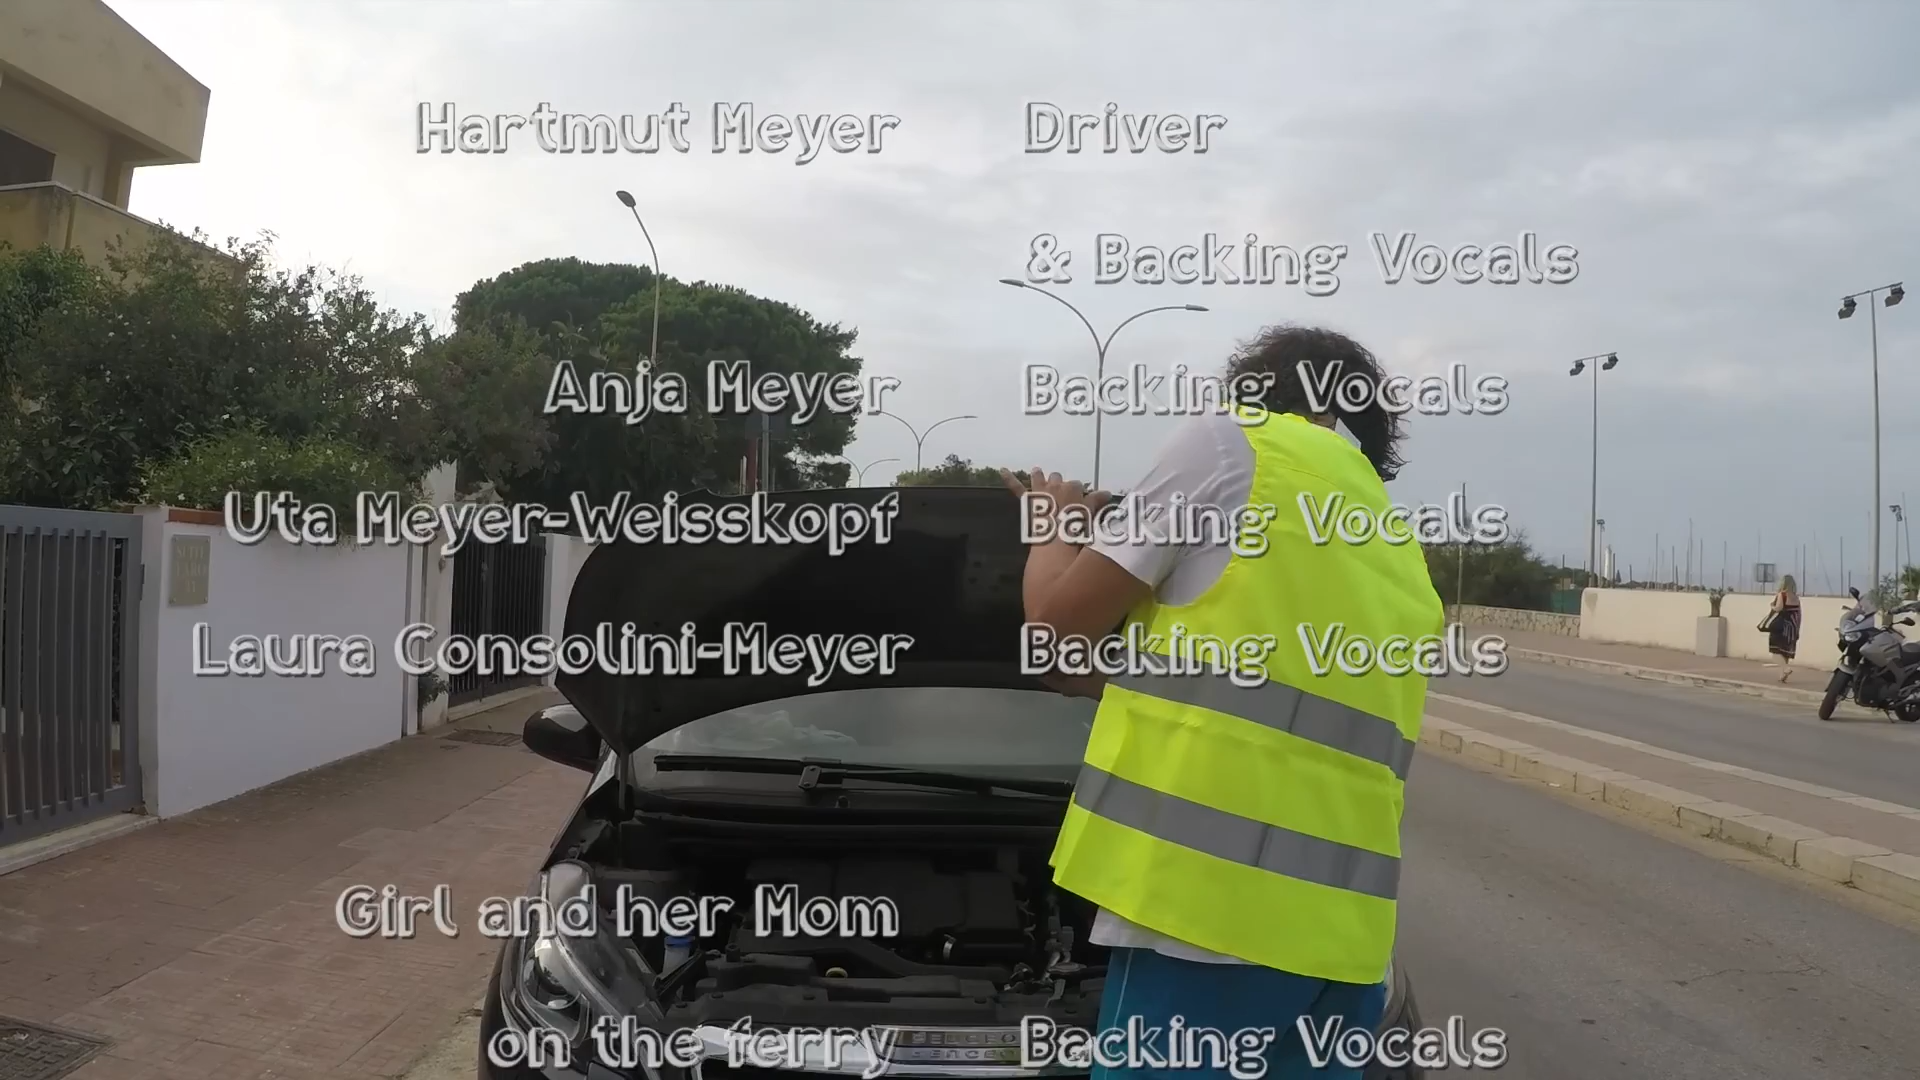 Hartmut Meyer Driver
& Backing Vocals
Anja Meyer Backing Vocals
Uta Meyer-Weisskopf Backing Vocals
Laura Consolini-Meyer Backing Vocals
Girl and her Mom
on the ferry Backing Vocals